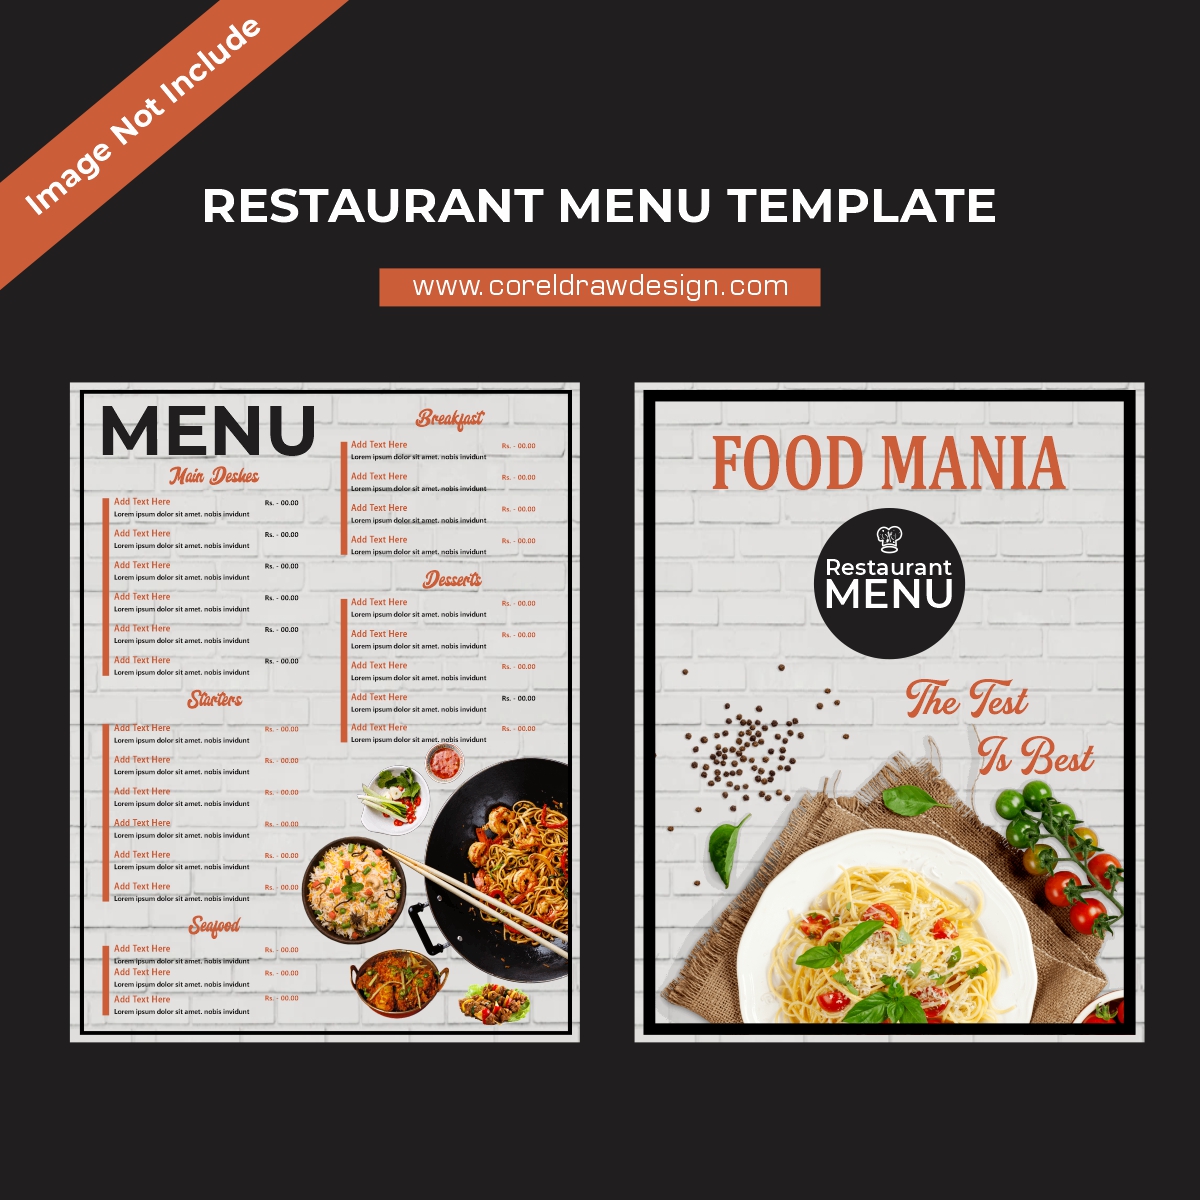 Image Not Include
RESTAURANT MENU TEMPLATE
www.coreldrawdesign.com
MENU
Main Deshes
Add Text Here Rs. - 00.00
Lorem ipsum dolor sit amet. nobis invidunt
Add Text Here Rs. - 00.00
Lorem ipsum dolor sit amet. nobis invidunt
Add Text Here Rs. - 00.00
Lorem ipsum dolor sit amet. nobis invidunt
Add Text Here Rs. - 00.00
Lorem ipsum dolor sit amet. nobis invidunt
Add Text Here Rs. - 00.00
Lorem ipsum dolor sit amet. nobis invidunt
Add Text Here Rs. - 00.00
Lorem ipsum dolor sit amet. nobis invidunt
Starters
Add Text Here Rs. - 00.00
Lorem ipsum dolor sit amet. nobis invidunt
Add Text Here Rs. - 00.00
Lorem ipsum dolor sit amet. nobis invidunt
Add Text Here Rs. - 00.00
Lorem ipsum dolor sit amet. nobis invidunt
Add Text Here Rs. - 00.00
Lorem ipsum dolor sit amet. nobis invidunt
Add Text Here Rs. - 00.00
Lorem ipsum dolor sit amet. nobis invidunt
Add Text Here Rs. - 00.00
Lorem ipsum dolor sit amet. nobis invidunt
Seafood
Add Text Here Rs. - 00.00
Lorem ipsum dolor sit amet. nobis invidunt
Add Text Here Rs. - 00.00
Lorem ipsum dolor sit amet. nobis invidunt
Add Text Here Rs. - 00.00
Lorem ipsum dolor sit amet. nobis invidunt
Breakfast
Add Text Here Rs. - 00.00
Lorem ipsum dolor sit amet. nobis invidunt
Add Text Here Rs. - 00.00
Lorem ipsum dolor sit amet. nobis invidunt
Add Text Here Rs. - 00.00
Lorem ipsum dolor sit amet. nobis invidunt
Add Text Here Rs. - 00.00
Lorem ipsum dolor sit amet. nobis invidunt
Desserts
Add Text Here Rs. - 00.00
Lorem ipsum dolor sit amet. nobis invidunt
Add Text Here Rs. - 00.00
Lorem ipsum dolor sit amet. nobis invidunt
Add Text Here Rs. - 00.00
Lorem ipsum dolor sit amet. nobis invidunt
Add Text Here Rs. - 00.00
Lorem ipsum dolor sit amet. nobis invidunt
Add Text Here Rs. - 00.00
Lorem ipsum dolor sit amet. nobis invidunt
FOOD MANIA
Restaurant
MENU
The Test
Is Best